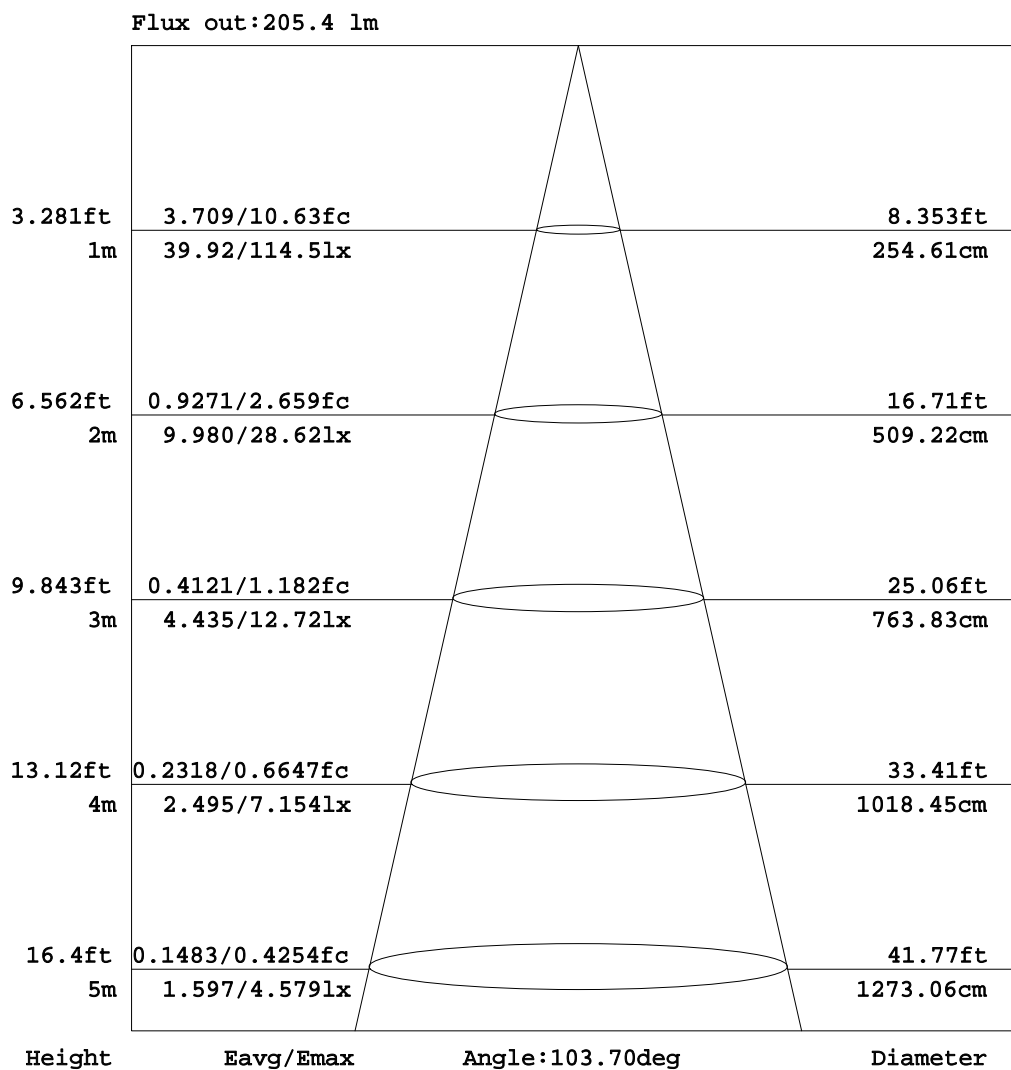 Flux out:205.4 lm
3.281ft 3.709/10.63fc 8.353ft
1m 39.92/114.5lx 254.61cm
6.562ft 0.9271/2.659fc 16.71ft
2m 9.980/28.62lx 509.22cm
9.843ft 0.4121/1.182fc 25.06ft
3m 4.435/12.72lx 763.83cm
13.12ft 0.2318/0.6647fc 33.41ft
4m 2.495/7.154lx 1018.45cm
16.4ft 0.1483/0.4254fc 41.77ft
5m 1.597/4.579lx 1273.06cm
Height Eavg/Emax Angle:103.70deg Diameter